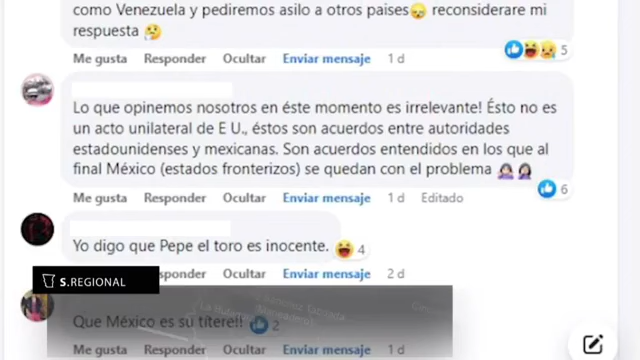 como Venezuela y pediremos asilo a otros paises😞 reconsiderare mi
respuesta 🤔
Me gusta Responder Ocultar Enviar mensaje 1 d 5
Lo que opinemos nosotros en éste momento es irrelevante! Ésto no es
un acto unilateral de E U., éstos son acuerdos entre autoridades
estadounidenses y mexicanas. Son acuerdos entendidos en los que al
final México (estados fronterizos) se quedan con el problema 🤦🏻‍♀️🤦🏻‍♀️
6
Me gusta Responder Ocultar Enviar mensaje 1 d Editado
Yo digo que Pepe el toro es inocente. 4
Responder Ocultar Enviar mensaje 2 d
S.REGIONAL
Que México es su títere!! 2
Me gusta Responder Ocultar Enviar mensaje 1 d